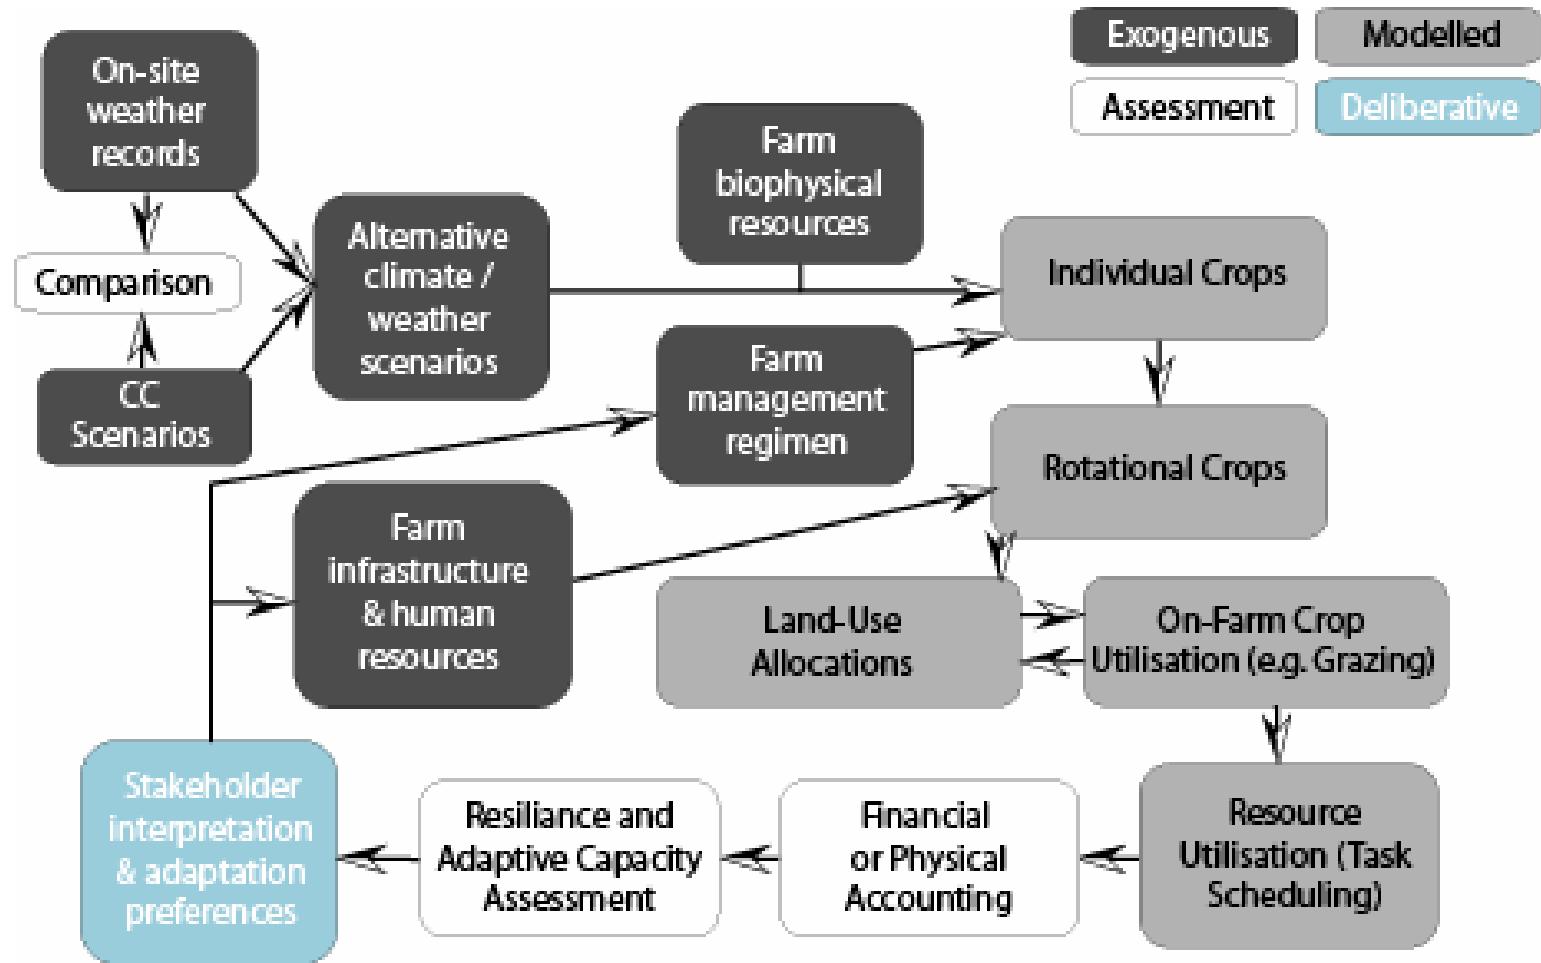 Exogenous
Modelled
Assessment
Deliberative
On-site
weather
records
Comparison
CC
Scenarios
Alternative
climate /
weather
scenarios
Farm
biophysical
resources
Farm
management
regimen
Farm
infrastructure
& human
resources
Individual Crops
Rotational Crops
Land-Use
Allocations
On-Farm Crop
Utilisation (e.g. Grazing)
Resource
Utilisation (Task
Scheduling)
Financial
or Physical
Accounting
Resiliance and
Adaptive Capacity
Assessment
Stakeholder
interpretation
& adaptation
preferences